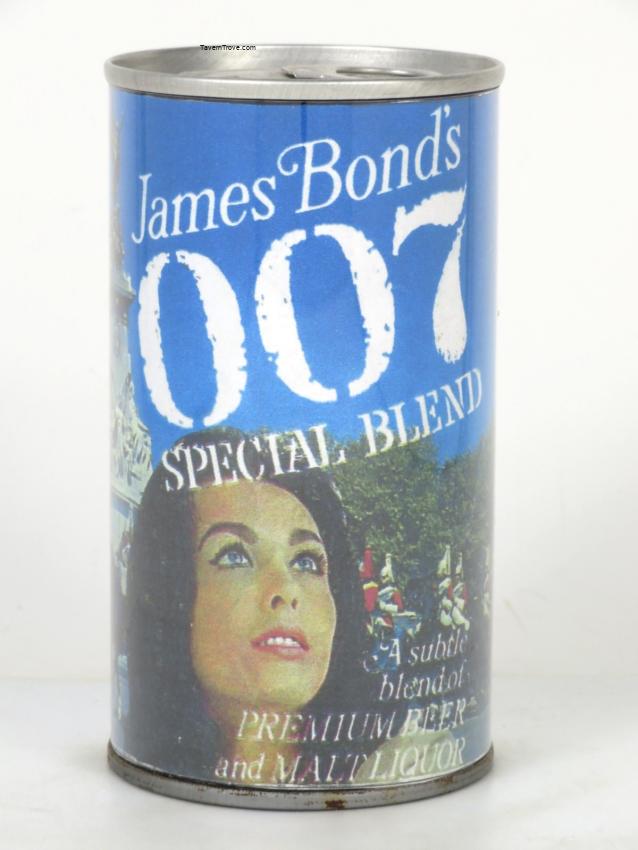 TavernTrove.com
James Bond's
007
SPECIAL BLEND
A subtle
blend of
PREMIUM BEER
and MALT LIQUOR